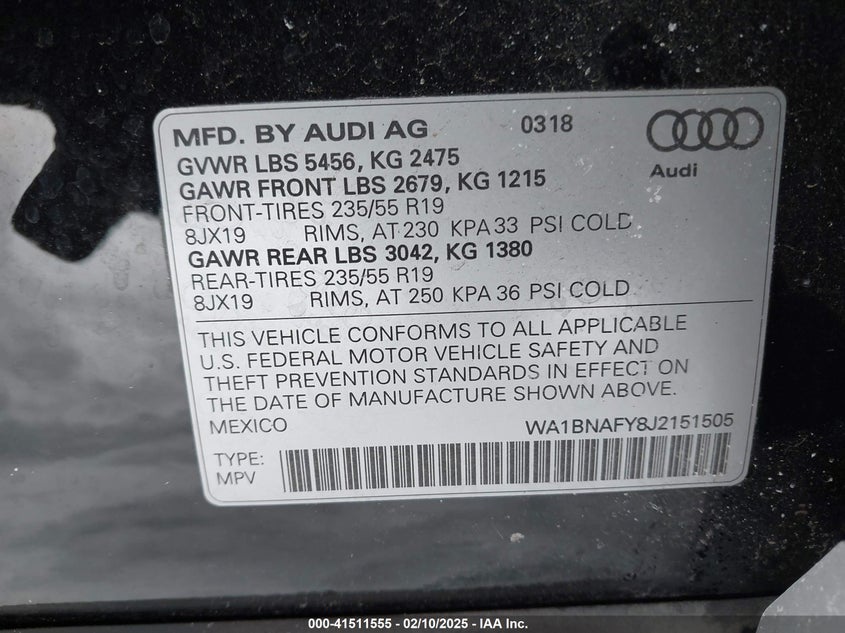 MFD. BY AUDI AG 0318
Audi
GVWR LBS 5456, KG 2475
GAWR FRONT LBS 2679, KG 1215
FRONT-TIRES 235/55 R19
8JX19 RIMS, AT 230 KPA 33 PSI COLD
GAWR REAR LBS 3042, KG 1380
REAR-TIRES 235/55 R19
8JX19 RIMS, AT 250 KPA 36 PSI COLD
THIS VEHICLE CONFORMS TO ALL APPLICABLE
U.S. FEDERAL MOTOR VEHICLE SAFETY AND
THEFT PREVENTION STANDARDS IN EFFECT ON
THE DATE OF MANUFACTURE SHOWN ABOVE.
MEXICO WA1BNAFY8J2151505
TYPE:
MPV
000-41511555 - 02/10/2025 - IAA Inc.